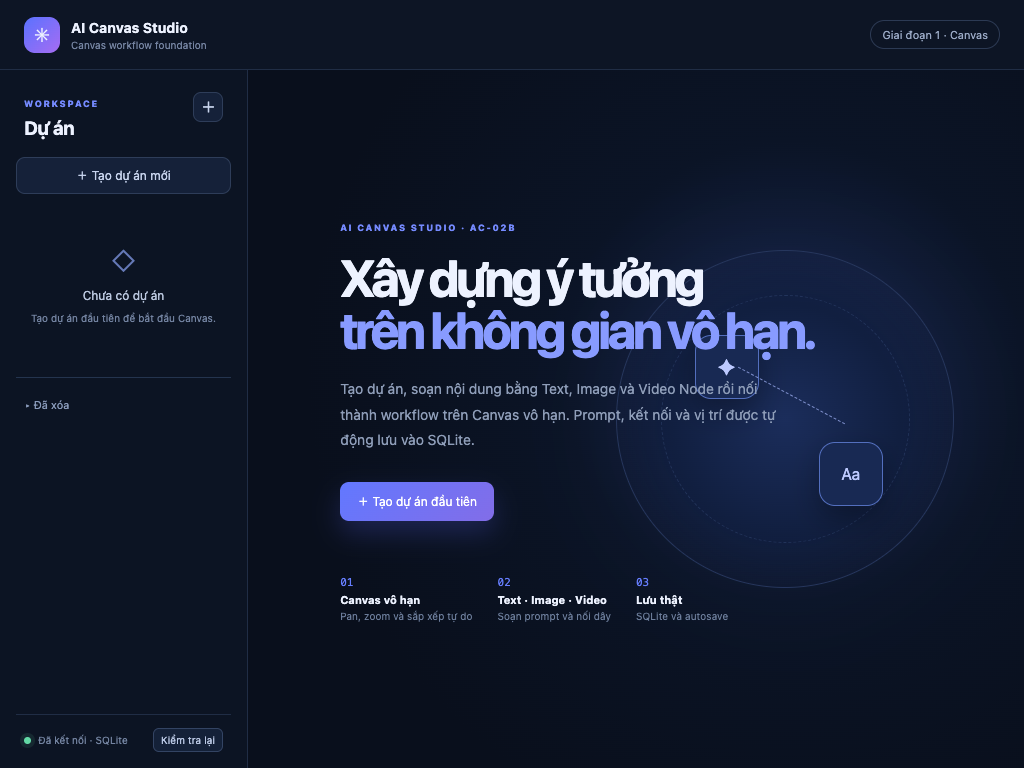 AI Canvas Studio
Canvas workflow foundation
Giai đoạn 1 · Canvas
WORKSPACE
Dự án
+
+ Tạo dự án mới
Chưa có dự án
Tạo dự án đầu tiên để bắt đầu Canvas.
▸ Đã xóa
Đã kết nối · SQLite
Kiểm tra lại
AI CANVAS STUDIO · AC-02B
Xây dựng ý tưởng
trên không gian vô hạn.
Tạo dự án, soạn nội dung bằng Text, Image và Video Node rồi nối
thành workflow trên Canvas vô hạn. Prompt, kết nối và vị trí được tự
động lưu vào SQLite.
+ Tạo dự án đầu tiên
Aa
01
Canvas vô hạn
Pan, zoom và sắp xếp tự do
02
Text · Image · Video
Soạn prompt và nối dây
03
Lưu thật
SQLite và autosave